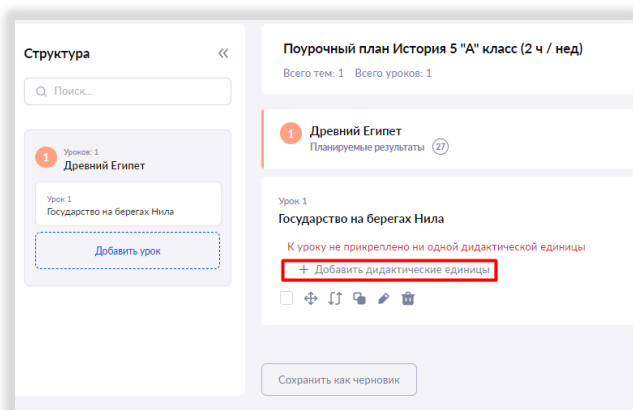 Структура
Поиск...
1
Уроков: 1
Древний Египет
Урок 1
Государство на берегах Нила
Добавить урок
Поурочный план История 5 "А" класс (2 ч / нед)
Всего тем: 1 Всего уроков: 1
1
Древний Египет
Планируемые результаты 27
Урок 1
Государство на берегах Нила
К уроку не прикреплено ни одной дидактической единицы
+ Добавить дидактические единицы
Сохранить как черновик